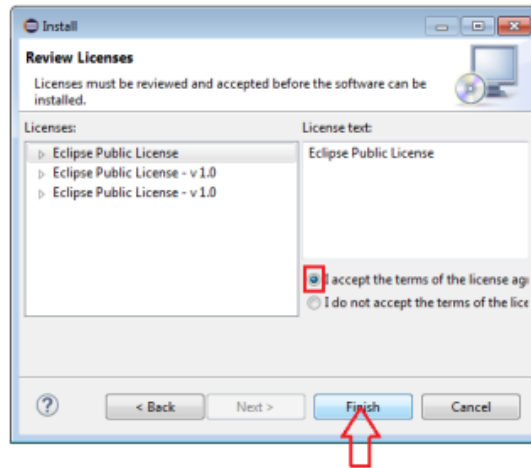 Install
Review Licenses
Licenses must be reviewed and accepted before the software can be
installed.
Licenses:
Eclipse Public License
Eclipse Public License - v 1.0
Eclipse Public License - v 1.0
License text:
Eclipse Public License
I accept the terms of the license ag
I do not accept the terms of the lice
?
< Back
Next >
Finish
Cancel